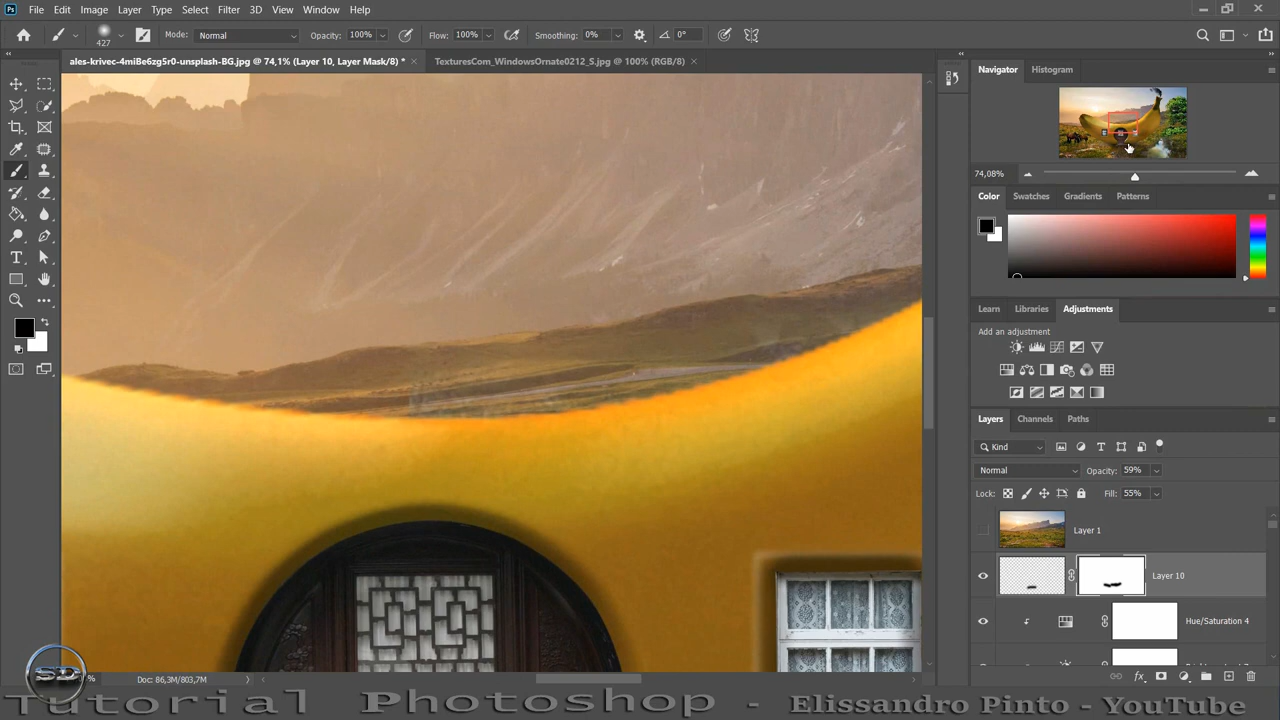 Ps File Edit Image Layer Type Select Filter 3D View Window Help
427 Mode: Normal Opacity: 100% Flow: 100% Smoothing: 0% 0°
ales-krivec-4miBe6zg5r0-unsplash-BG.jpg @ 74,1% (Layer 10, Layer Mask/8) * TexturesCom_WindowsOrnate0212_S.jpg @ 100% (RGB/8)
Navigator Histogram
74,08%
Color Swatches Gradients Patterns
Learn Libraries Adjustments
Add an adjustment
Layers Channels Paths
Kind
Normal Opacity: 59%
Lock: Fill: 55%
Layer 1
Layer 10
Hue/Saturation 4
Doc: 86,3M/803,7M
SD
Tutorial Photoshop - Elissandro Pinto - YouTube